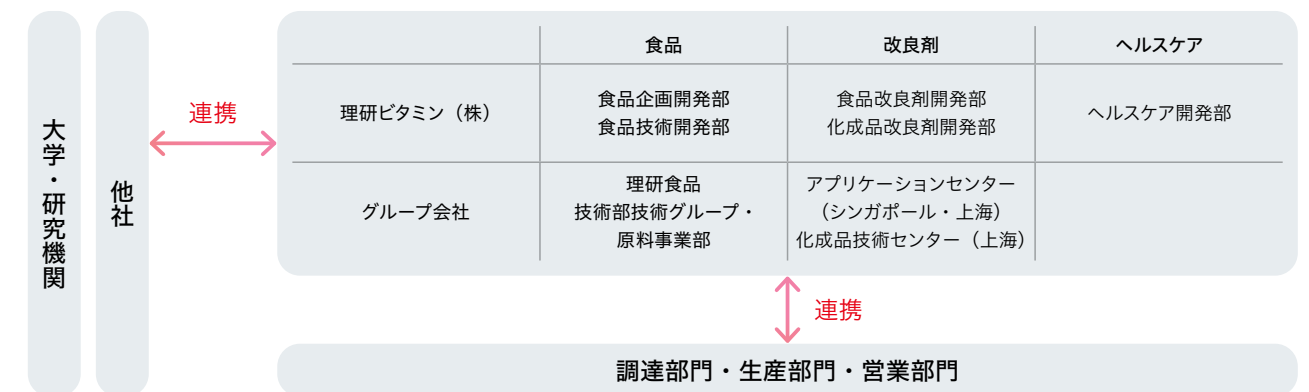 大学・研究機関
他社
連携
食品
改良剤
ヘルスケア
理研ビタミン（株）
食品企画開発部
食品技術開発部
食品改良剤開発部
化成品改良剤開発部
ヘルスケア開発部
グループ会社
理研食品
技術部技術グループ・
原料事業部
アプリケーションセンター
（シンガポール・上海）
化成品技術センター（上海）
連携
調達部門・生産部門・営業部門